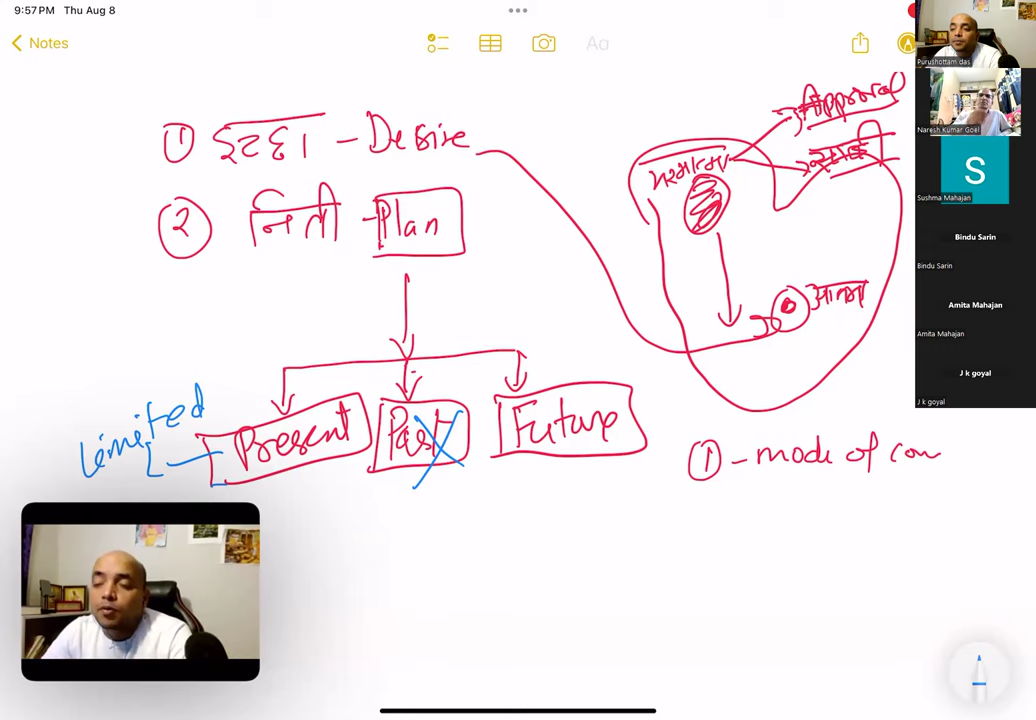 9:57 PM Thu Aug 8
Notes
Aa
① इच्छा - Desire
② - Plan
Present
Past
Future
Limited
Approval
परमात्मा
आत्मा
① - mode of con
Purushottam das
Naresh Kumar Goel
S
Sushma Mahajan
Bindu Sarin
Bindu Sarin
Amita Mahajan
Amita Mahajan
J k goyal
J k goyal